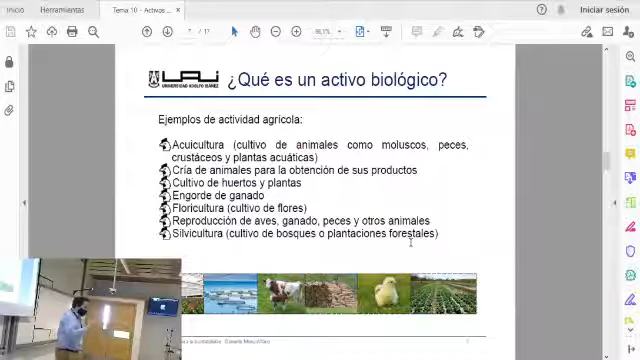 Inicio
Herramientas
Tema 10 - Activos ...
Iniciar sesión
7 / 17
UAI
UNIVERSIDAD ADOLFO IBÁÑEZ
¿Qué es un activo biológico?
Ejemplos de actividad agrícola:
Acuicultura (cultivo de animales como moluscos, peces,
crustáceos y plantas acuáticas)
Cría de animales para la obtención de sus productos
Cultivo de huertos y plantas
Engorde de ganado
Floricultura (cultivo de flores)
Reproducción de aves, ganado, peces y otros animales
Silvicultura (cultivo de bosques o plantaciones forestales)